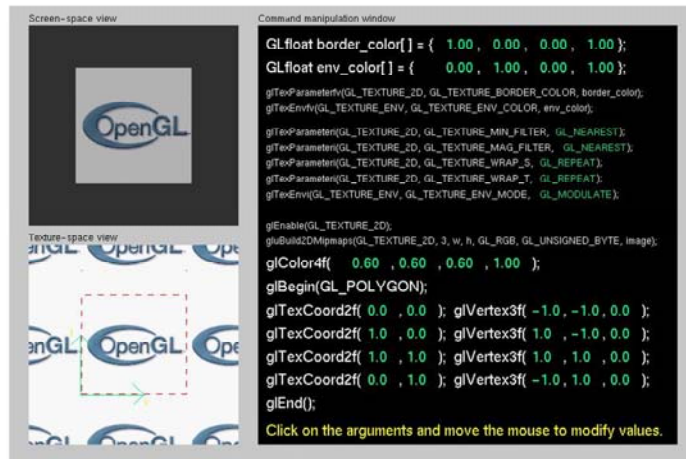 Screen-space view
OpenGL
Texture-space view
OpenGL
Command manipulation window
GLfloat border_color[ ] = { 1.00 , 0.00 , 0.00 , 1.00 };
GLfloat env_color[ ] = { 0.00 , 1.00 , 0.00 , 1.00 };
glTexParameterfv(GL_TEXTURE_2D, GL_TEXTURE_BORDER_COLOR, border_color);
glTexEnvfv(GL_TEXTURE_ENV, GL_TEXTURE_ENV_COLOR, env_color);
glTexParameteri(GL_TEXTURE_2D, GL_TEXTURE_MIN_FILTER, GL_NEAREST);
glTexParameteri(GL_TEXTURE_2D, GL_TEXTURE_MAG_FILTER, GL_NEAREST);
glTexParameteri(GL_TEXTURE_2D, GL_TEXTURE_WRAP_S, GL_REPEAT);
glTexParameteri(GL_TEXTURE_2D, GL_TEXTURE_WRAP_T, GL_REPEAT);
glTexEnvi(GL_TEXTURE_ENV, GL_TEXTURE_ENV_MODE, GL_MODULATE);
glEnable(GL_TEXTURE_2D);
gluBuild2DMipmaps(GL_TEXTURE_2D, 3, w, h, GL_RGB, GL_UNSIGNED_BYTE, image);
glColor4f( 0.60 , 0.60 , 0.60 , 1.00 );
glBegin(GL_POLYGON);
glTexCoord2f( 0.0 , 0.0 ); glVertex3f( -1.0 , -1.0 , 0.0 );
glTexCoord2f( 1.0 , 0.0 ); glVertex3f( 1.0 , -1.0 , 0.0 );
glTexCoord2f( 1.0 , 1.0 ); glVertex3f( 1.0 , 1.0 , 0.0 );
glTexCoord2f( 0.0 , 1.0 ); glVertex3f( -1.0 , 1.0 , 0.0 );
glEnd();
Click on the arguments and move the mouse to modify values.